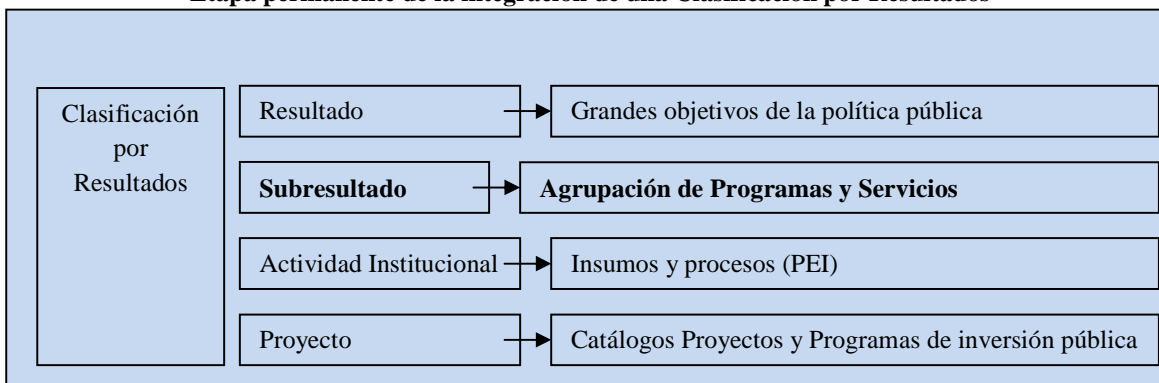 Etapa permanente de la integración de una Clasificación por Resultados
Clasificación
por
Resultados
Resultado
Grandes objetivos de la política pública
Subresultado
Agrupación de Programas y Servicios
Actividad Institucional
Insumos y procesos (PEI)
Proyecto
Catálogos Proyectos y Programas de inversión pública